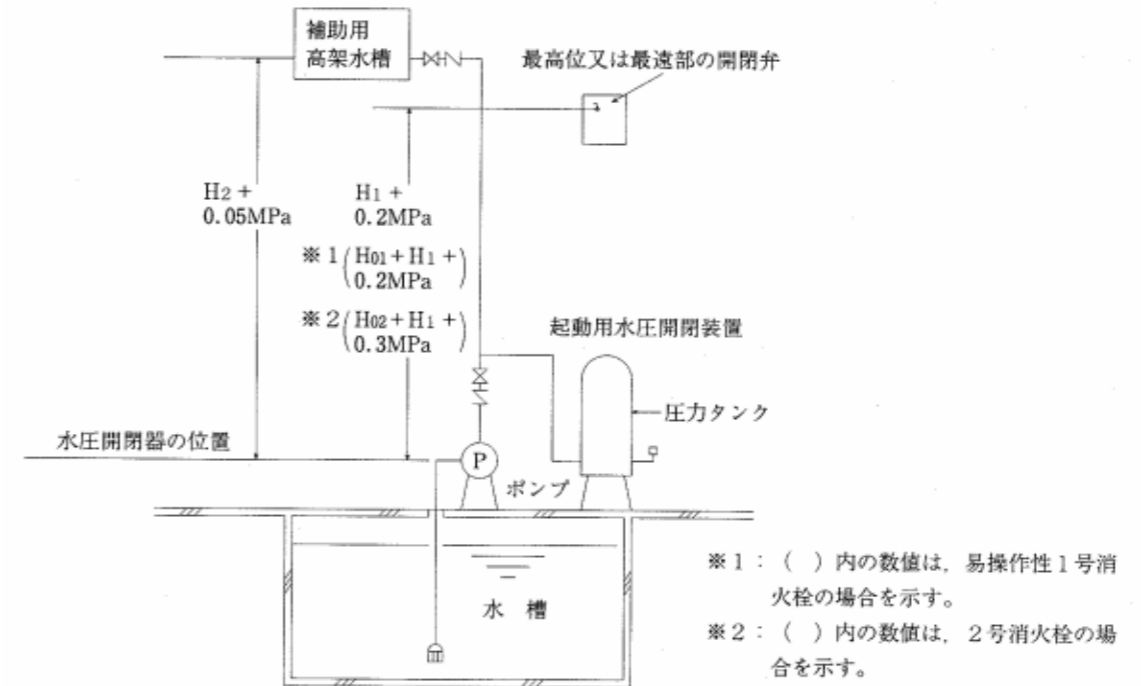 補助用
高架水槽
最高位又は最遠部の開閉弁
H2 +
0.05MPa
H1 +
0.2MPa
※1(H01+H1+
0.2MPa)
※2(H02+H1+
0.3MPa)
起動用水圧開閉装置
圧力タンク
水圧開閉器の位置
P
ポンプ
水 槽
※1:( )内の数値は,易操作性1号消
火栓の場合を示す。
※2:( )内の数値は,2号消火栓の場
合を示す。